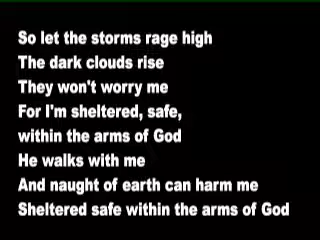 So let the storms rage high
The dark clouds rise
They won't worry me
For I'm sheltered, safe,
within the arms of God
He walks with me
And naught of earth can harm me
Sheltered safe within the arms of God